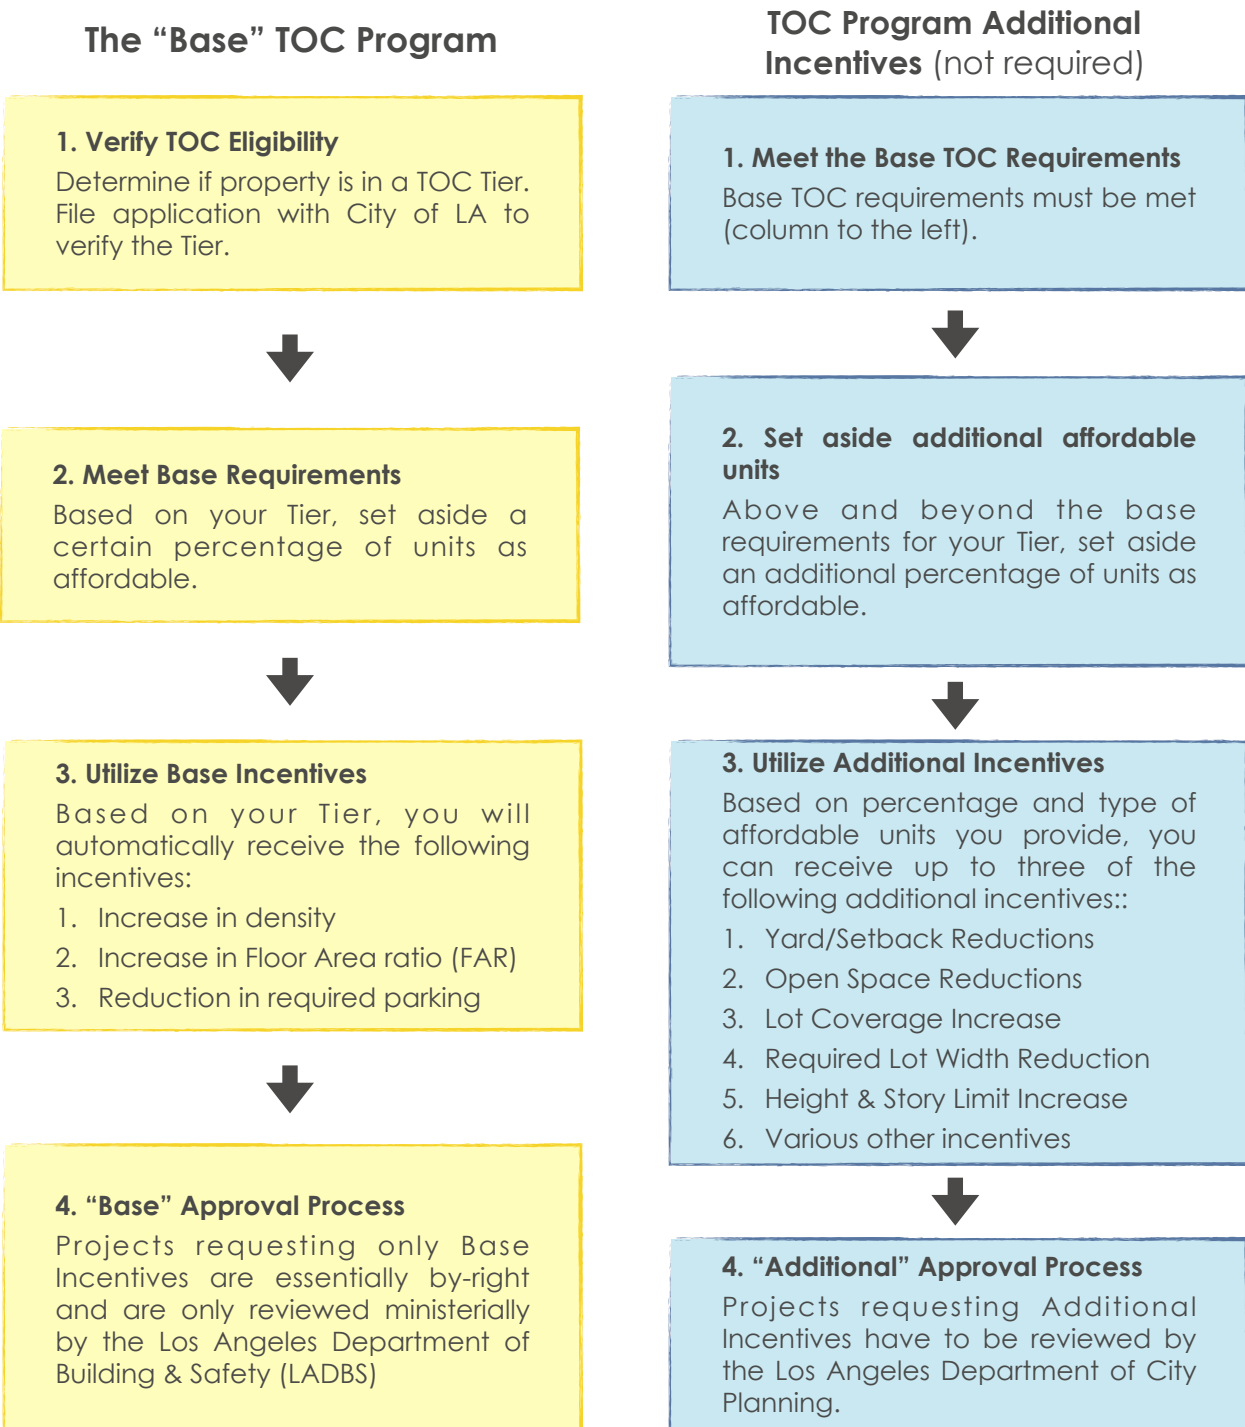 The “Base” TOC Program
1. Verify TOC Eligibility
Determine if property is in a TOC Tier.
File application with City of LA to
verify the Tier.
2. Meet Base Requirements
Based on your Tier, set aside a
certain percentage of units as
affordable.
3. Utilize Base Incentives
Based on your Tier, you will
automatically receive the following
incentives:
1. Increase in density
2. Increase in Floor Area ratio (FAR)
3. Reduction in required parking
4. “Base” Approval Process
Projects requesting only Base
Incentives are essentially by-right
and are only reviewed ministerially
by the Los Angeles Department of
Building & Safety (LADBS)
TOC Program Additional
Incentives (not required)
1. Meet the Base TOC Requirements
Base TOC requirements must be met
(column to the left).
2. Set aside additional affordable
units
Above and beyond the base
requirements for your Tier, set aside
an additional percentage of units as
affordable.
3. Utilize Additional Incentives
Based on percentage and type of
affordable units you provide, you
can receive up to three of the
following additional incentives::
1. Yard/Setback Reductions
2. Open Space Reductions
3. Lot Coverage Increase
4. Required Lot Width Reduction
5. Height & Story Limit Increase
6. Various other incentives
4. “Additional” Approval Process
Projects requesting Additional
Incentives have to be reviewed by
the Los Angeles Department of City
Planning.